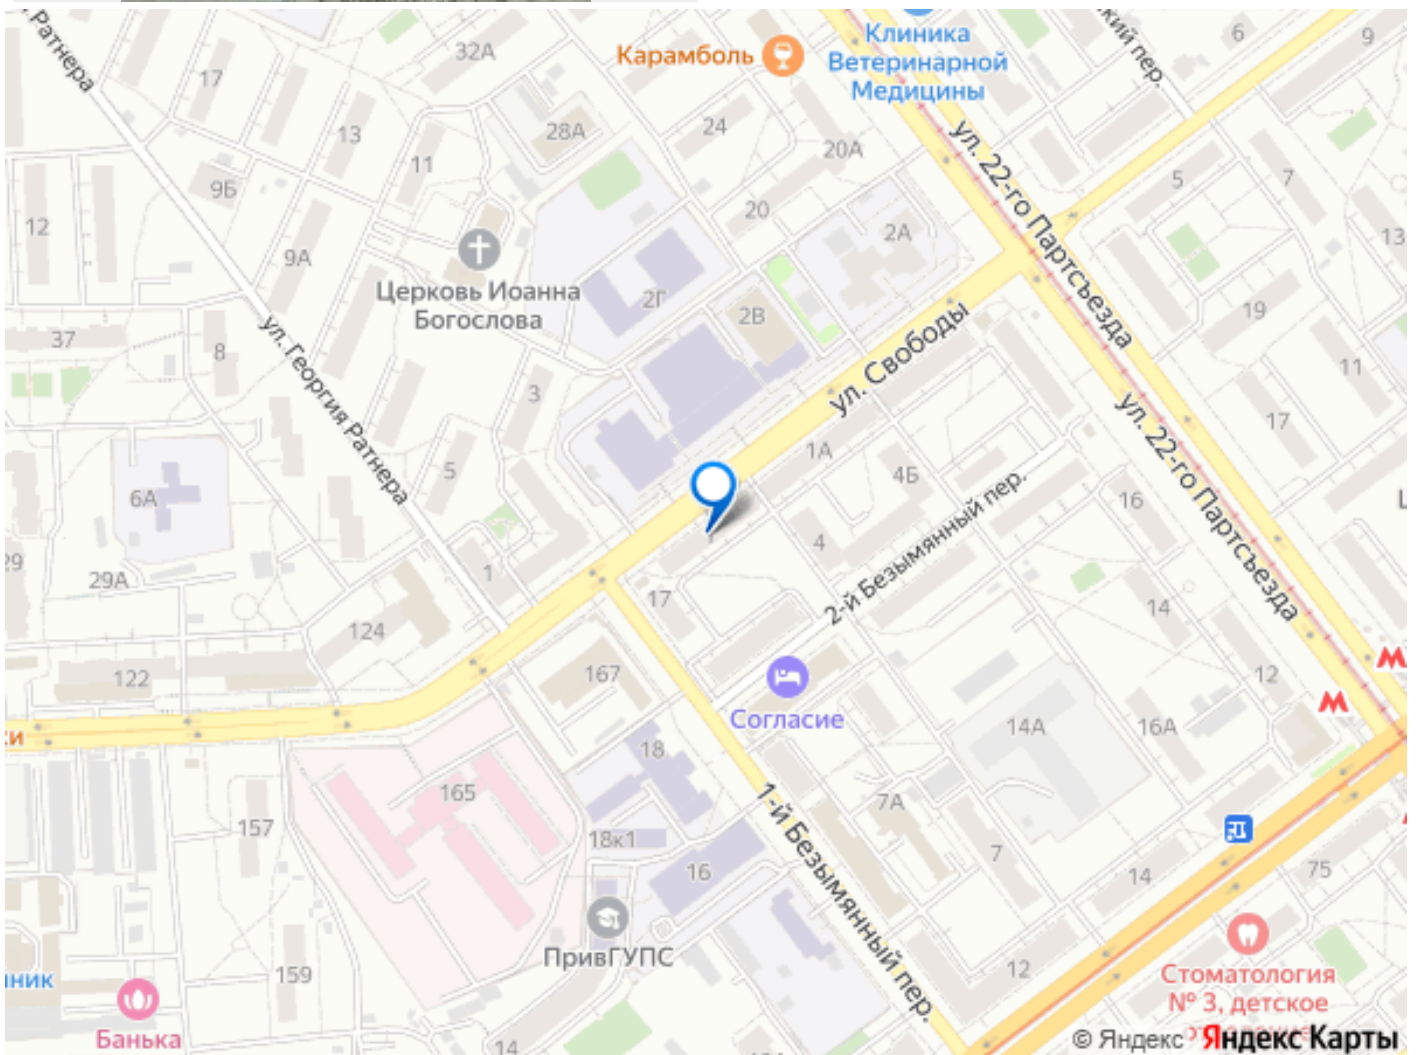 Ратнера
32А
Карамболь
Клиника
Ветеринарной
Медицины
кий пер.
6
9
17
13
11
28А
24
20А
ул. 22-го Партсъезда
5
7
9Б
12
9А
20
2А
13
Церковь Иоанна
Богослова
2Г
2В
19
37
8
ул. Георгия Ратнера
ул. Свободы
11
3
17
ул. 22-го Партсъезда
5
1А
4Б
6А
16
4
2-й Безымянный пер.
29
29А
1
17
14
124
122
167
12
Согласие
14А
16А
18
165
1-й Безымянный пер.
7А
157
18к1
7
16
14
75
ПривГУПС
159
12
Стоматология
№ 3, детское
ник
Банька
14
© Яндекс
Яндекс Карты